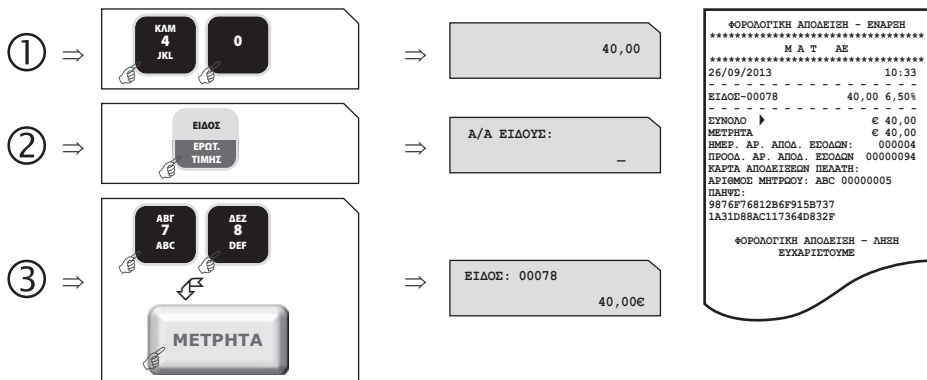 ①
⇒
ΚΛΜ
4
JKL
0
⇒
40,00
②
⇒
ΕΙΔΟΣ
ΕΡΩΤ.
ΤΙΜΗΣ
⇒
Α/Α ΕΙΔΟΥΣ:
_
③
⇒
ΑΒΓ
7
ABC
ΔΕΖ
8
DEF
ΜΕΤΡΗΤΑ
⇒
ΕΙΔΟΣ: 00078
40,00€
ΦΟΡΟΛΟΓΙΚΗ ΑΠΟΔΕΙΞΗ - ΕΝΑΡΞΗ
*********************************
Μ Α Τ ΑΕ
*********************************
26/09/2013 10:33
- - - - - - - - - - - - - - - - -
ΕΙΔΟΣ-00078 40,00 6,50%
- - - - - - - - - - - - - - - - -
ΣΥΝΟΛΟ € 40,00
ΜΕΤΡΗΤΑ € 40,00
ΗΜΕΡ. ΑΡ. ΑΠΟΔ. ΕΣΟΔΩΝ: 000004
ΠΡΟΟΔ. ΑΡ. ΑΠΟΔ. ΕΣΟΔΩΝ 00000094
ΚΑΡΤΑ ΑΠΟΔΕΙΞΕΩΝ ΠΕΛΑΤΗ:
ΑΡΙΘΜΟΣ ΜΗΤΡΩΟΥ: ABC 00000005
ΠΑΗΨΣ:
9876F76812B6F915B737
1A31D88AC117364D832F
ΦΟΡΟΛΟΓΙΚΗ ΑΠΟΔΕΙΞΗ - ΛΗΞΗ
ΕΥΧΑΡΙΣΤΟΥΜΕ